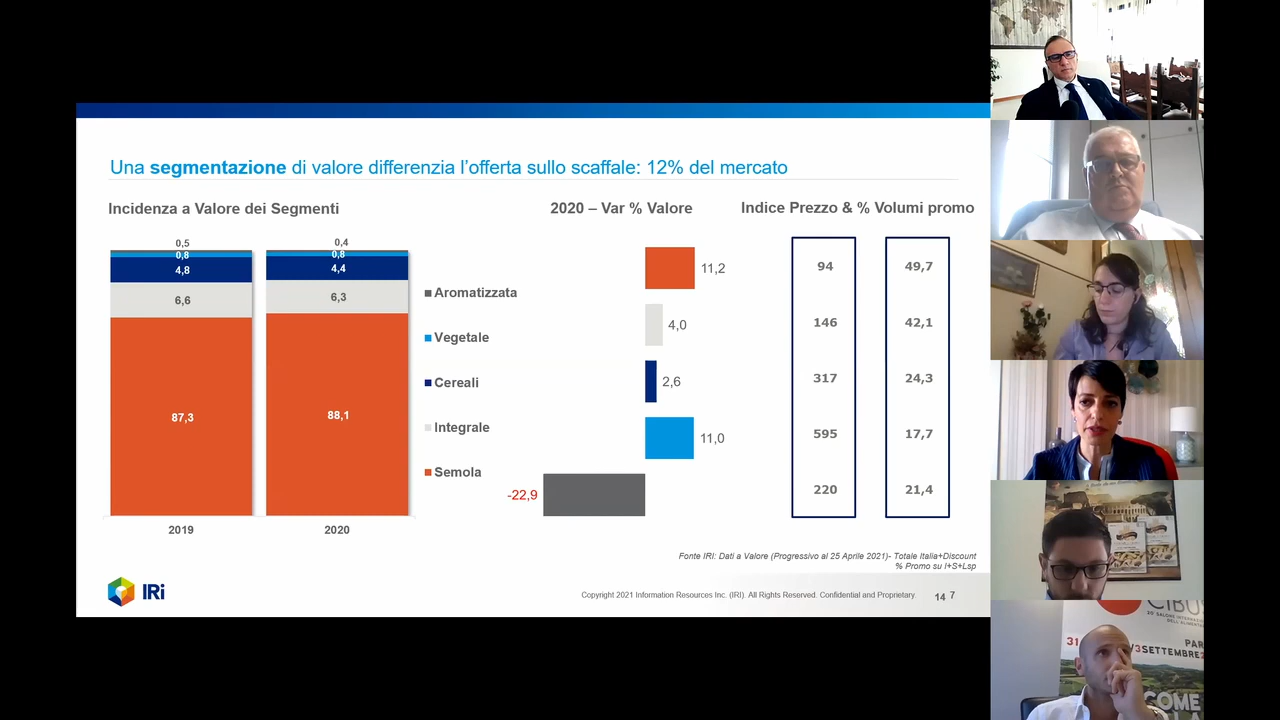 Una segmentazione di valore differenzia l'offerta sullo scaffale: 12% del mercato
Incidenza a Valore dei Segmenti
0,5
0,8
4,8
6,6
87,3
2019
0,4
0,8
4,4
6,3
88,1
2020
Aromatizzata
Vegetale
Cereali
Integrale
Semola
2020 – Var % Valore
11,2
4,0
2,6
11,0
-22,9
Indice Prezzo & % Volumi promo
94 49,7
146 42,1
317 24,3
595 17,7
220 21,4
Fonte IRI: Dati a Valore (Progressivo al 25 Aprile 2021)- Totale Italia+Discount
% Promo su I+S+Lsp
IRi
Copyright 2021 Information Resources Inc. (IRI). All Rights Reserved. Confidential and Proprietary.
14 7
CIBUS
PAR
31
/3SETTEMBRE
COME